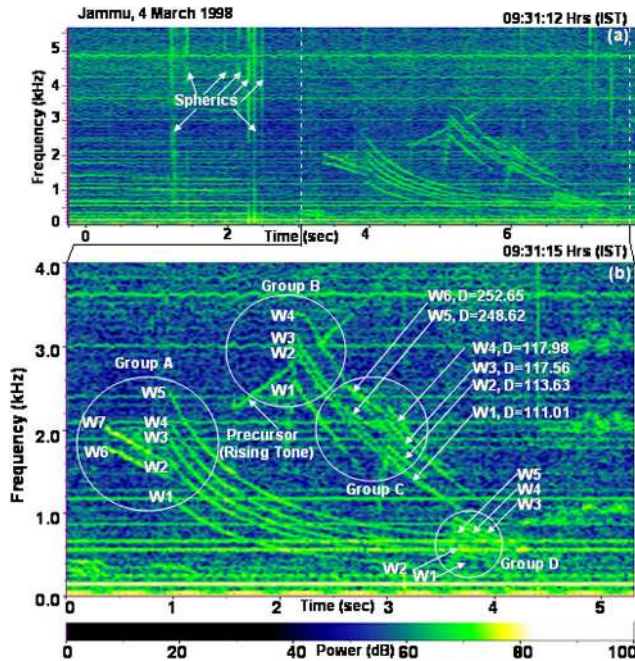 Jammu, 4 March 1998 09:31:12 Hrs (IST)
(a)
Frequency (kHz)
5
4
3
2
1
0
Spherics
0 2 Time (sec) 4 6
09:31:15 Hrs (IST)
(b)
Frequency (kHz)
4.0
3.0
2.0
1.0
0.0
Group B
W4
W3
W2
W1
W6, D=252.65
W5, D=248.62
W4, D=117.98
W3, D=117.56
W2, D=113.63
W1, D=111.01
Group A
W5
W4
W3
W7
W6
W2
W1
Precursor
(Rising Tone)
Group C
W5
W4
W3
W2
W1
Group D
0 1 2 Time (sec) 3 4 5
0 20 40 Power (dB) 60 80 100